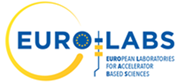 EURO-LABS
EUROPEAN LABORATORIES
FOR ACCELERATOR
BASED SCIENCES